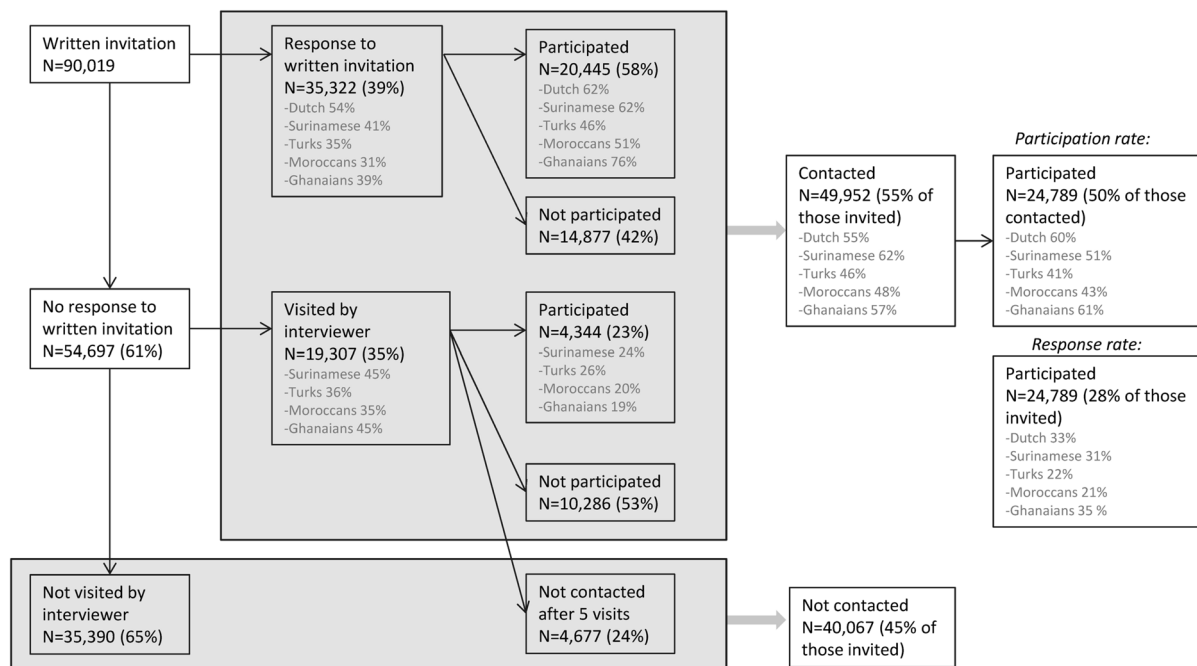 Written invitation
N=90,019
Response to
written invitation
N=35,322 (39%)
-Dutch 54%
-Surinamese 41%
-Turks 35%
-Moroccans 31%
-Ghanaians 39%
Participated
N=20,445 (58%)
-Dutch 62%
-Surinamese 62%
-Turks 46%
-Moroccans 51%
-Ghanaians 76%
Not participated
N=14,877 (42%)
No response to
written invitation
N=54,697 (61%)
Visited by
interviewer
N=19,307 (35%)
-Surinamese 45%
-Turks 36%
-Moroccans 35%
-Ghanaians 45%
Participated
N=4,344 (23%)
-Surinamese 24%
-Turks 26%
-Moroccans 20%
-Ghanaians 19%
Not participated
N=10,286 (53%)
Not visited by
interviewer
N=35,390 (65%)
Not contacted
after 5 visits
N=4,677 (24%)
Contacted
N=49,952 (55% of
those invited)
-Dutch 55%
-Surinamese 62%
-Turks 46%
-Moroccans 48%
-Ghanaians 57%
Participation rate:
Participated
N=24,789 (50% of those
contacted)
-Dutch 60%
-Surinamese 51%
-Turks 41%
-Moroccans 43%
-Ghanaians 61%
Response rate:
Participated
N=24,789 (28% of those
invited)
-Dutch 33%
-Surinamese 31%
-Turks 22%
-Moroccans 21%
-Ghanaians 35 %
Not contacted
N=40,067 (45% of
those invited)